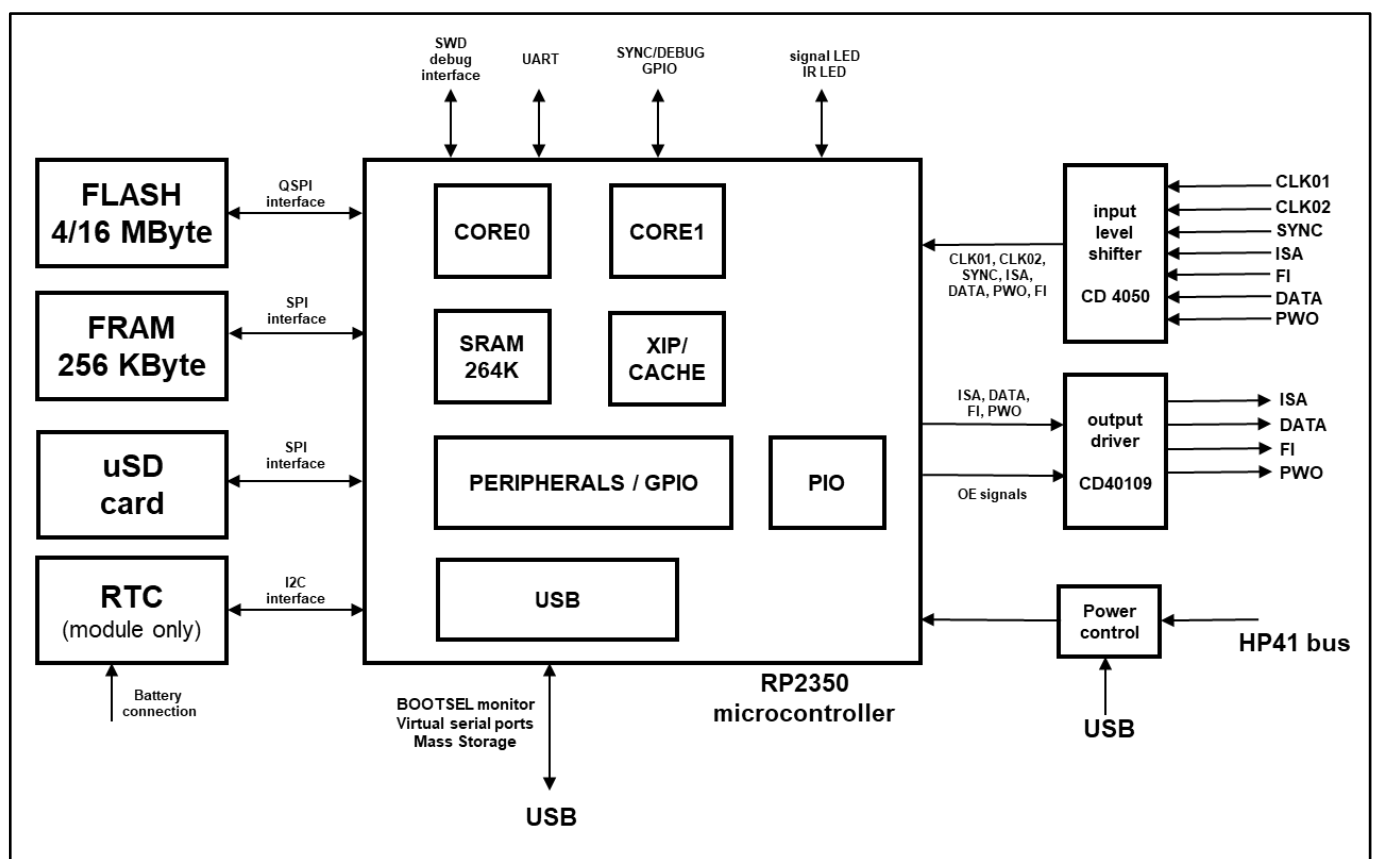 SWD
debug
interface
UART
SYNC/DEBUG
GPIO
signal LED
IR LED
FLASH
4/16 MByte
QSPI
interface
FRAM
256 KByte
SPI
interface
uSD
card
SPI
interface
RTC
(module only)
I2C
interface
Battery
connection
CORE0
CORE1
SRAM
264K
XIP/
CACHE
PERIPHERALS / GPIO
PIO
USB
RP2350
microcontroller
BOOTSEL monitor
Virtual serial ports
Mass Storage
USB
CLK01, CLK02,
SYNC, ISA,
DATA, PWO, FI
input
level
shifter
CD 4050
CLK01
CLK02
SYNC
ISA
FI
DATA
PWO
ISA, DATA,
FI, PWO
OE signals
output
driver
CD40109
ISA
DATA
FI
PWO
Power
control
HP41 bus
USB